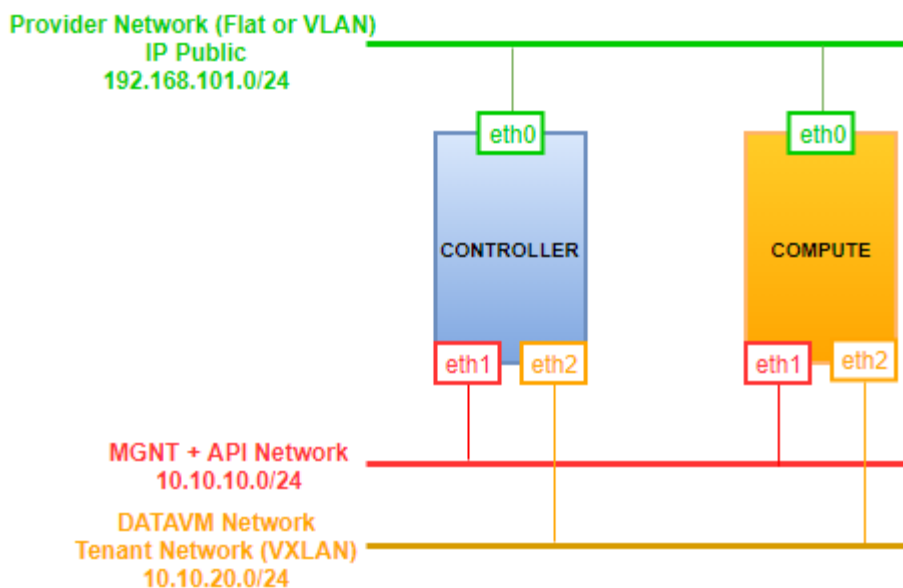 Provider Network (Flat or VLAN)
IP Public
192.168.101.0/24
eth0
eth0
CONTROLLER
COMPUTE
eth1
eth2
eth1
eth2
MGNT + API Network
10.10.10.0/24
DATAVM Network
Tenant Network (VXLAN)
10.10.20.0/24